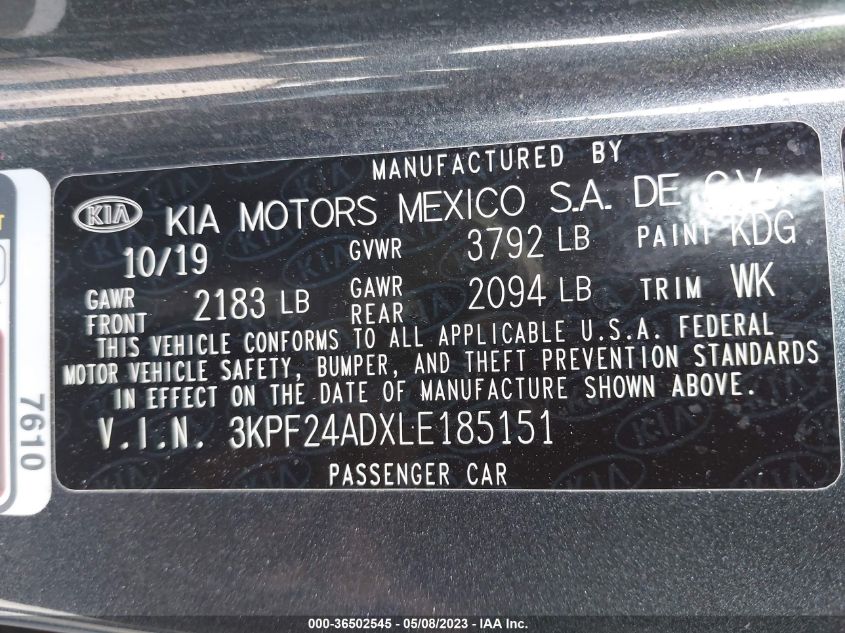 MANUFACTURED BY
KIA KIA MOTORS MEXICO S.A. DE C.V.
10/19 GVWR 3792 LB PAINT KDG
GAWR FRONT 2183 LB GAWR REAR 2094 LB TRIM WK
THIS VEHICLE CONFORMS TO ALL APPLICABLE U.S.A. FEDERAL
MOTOR VEHICLE SAFETY, BUMPER, AND THEFT PREVENTION STANDARDS
IN EFFECT ON THE DATE OF MANUFACTURE SHOWN ABOVE.
V.I.N. 3KPF24ADXLE185151
PASSENGER CAR
7610
000-36502545 - 05/08/2023 - IAA Inc.